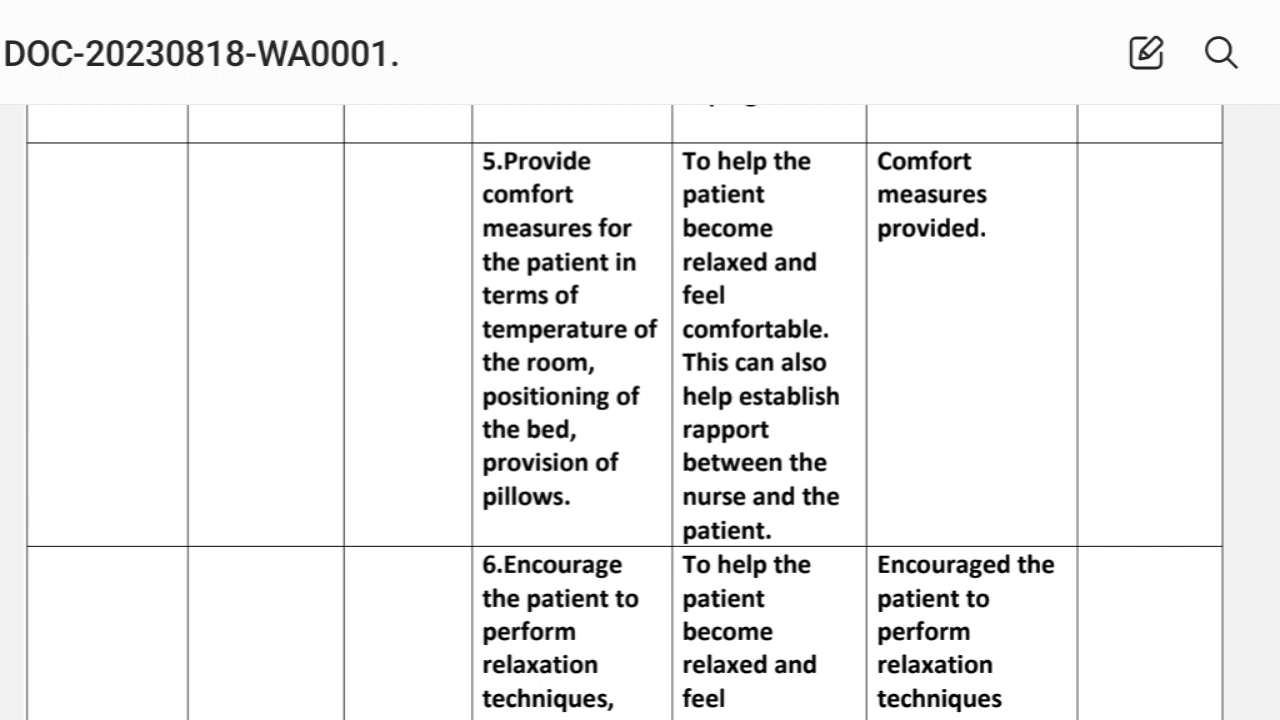 DOC-20230818-WA0001.
5.Provide
comfort
measures for
the patient in
terms of
temperature of
the room,
positioning of
the bed,
provision of
pillows.
To help the
patient
become
relaxed and
feel
comfortable.
This can also
help establish
rapport
between the
nurse and the
patient.
Comfort
measures
provided.
6.Encourage
the patient to
perform
relaxation
techniques,
To help the
patient
become
relaxed and
feel
Encouraged the
patient to
perform
relaxation
techniques